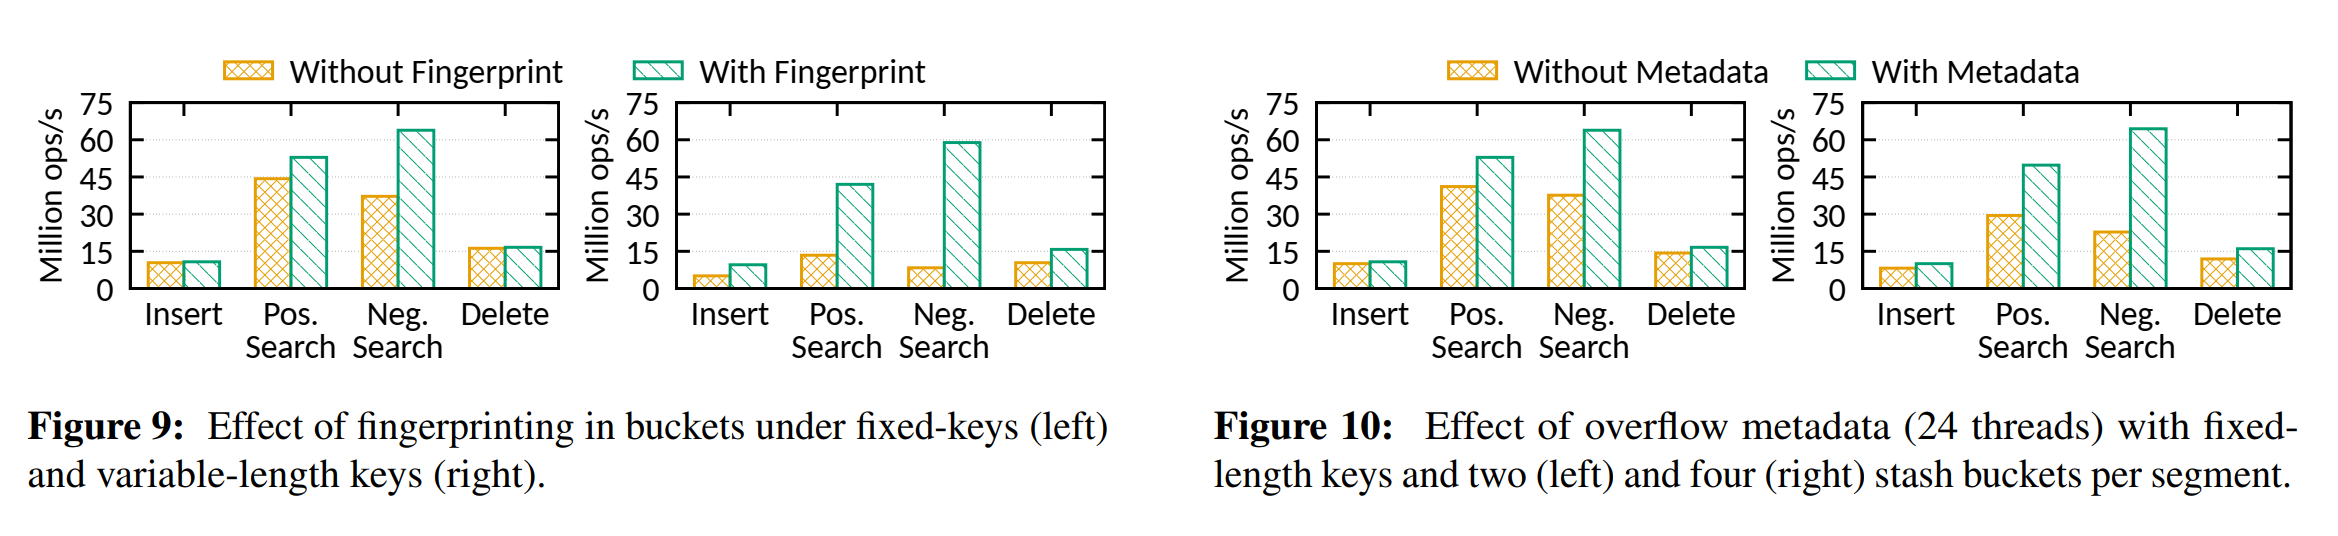 Without Fingerprint With Fingerprint
Million ops/s
75
60
45
30
15
0
Insert Pos. Search Neg. Search Delete
Million ops/s
75
60
45
30
15
0
Insert Pos. Search Neg. Search Delete
Figure 9: Effect of fingerprinting in buckets under fixed-keys (left)
and variable-length keys (right).
Without Metadata With Metadata
Million ops/s
75
60
45
30
15
0
Insert Pos. Search Neg. Search Delete
Million ops/s
75
60
45
30
15
0
Insert Pos. Search Neg. Search Delete
Figure 10: Effect of overflow metadata (24 threads) with fixed-
length keys and two (left) and four (right) stash buckets per segment.